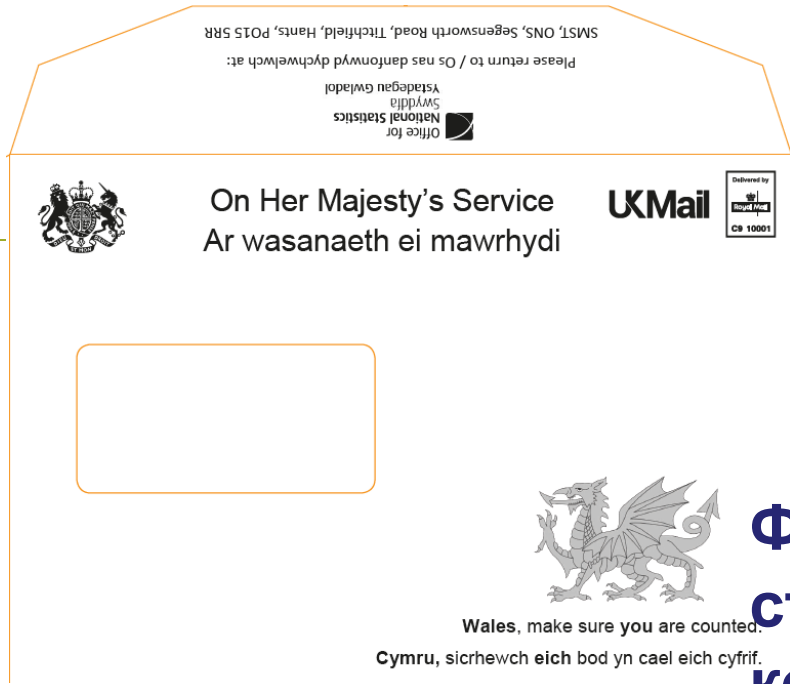 SMST, ONS, Segensworth Road, Titchfield, Hants, PO15 5RR
Please return to / Os nas danfonwyd dychwelwch at:
Office for
National Statistics
Swyddfa
Ystadegau Gwladol
On Her Majesty's Service
Ar wasanaeth ei mawrhydi
UKMail
Delivered by
Royal Mail
C9 10001
Wales, make sure you are counted.
Cymru, sicrhewch eich bod yn cael eich cyfrif.